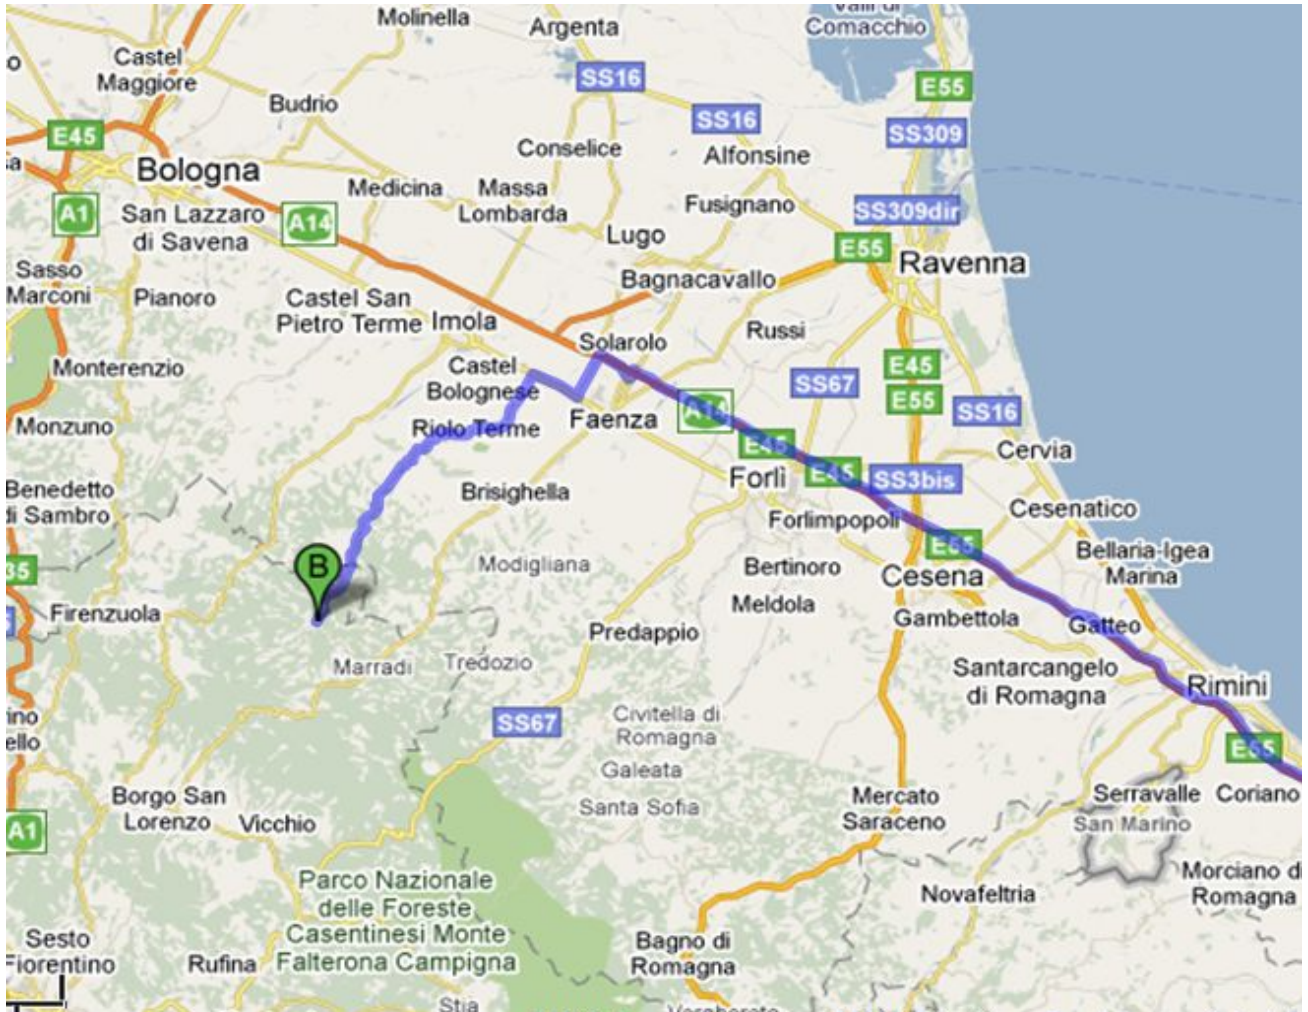 Molinella
Argenta
Valli di
Comacchio
Castel
Maggiore
SS16
E55
Budrio
SS16
SS309
E45
Conselice
Alfonsine
Bologna
Medicina
Massa
Lombarda
Fusignano
SS309dir
A1
San Lazzaro
di Savena
A14
Lugo
E55
Ravenna
Sasso
Marconi
Pianoro
Castel San
Pietro Terme
Imola
Bagnacavallo
Solarolo
Russi
Monterenzio
Castel
Bolognese
E45
SS67
E55
SS16
A14
Faenza
Monzuno
Riolo Terme
E45
Cervia
E45
SS3bis
Forlì
Benedetto
di Sambro
Brisighella
Forlimpopoli
Cesenatico
E55
Bellaria-Igea
Marina
B
Modigliana
Bertinoro
Cesena
35
Firenzuola
Meldola
Gambettola
Gatteo
Predappio
Marradi
Tredozio
Santarcangelo
di Romagna
Rimini
SS67
Civitella di
Romagna
E55
Galeata
Santa Sofia
Borgo San
Lorenzo
Vicchio
Mercato
Saraceno
Serravalle
Coriano
San Marino
A1
Parco Nazionale
delle Foreste
Casentinesi Monte
Falterona Campigna
Novafeltria
Morciano di
Romagna
Sesto
Fiorentino
Rufina
Bagno di
Romagna
Stia
Verghereto